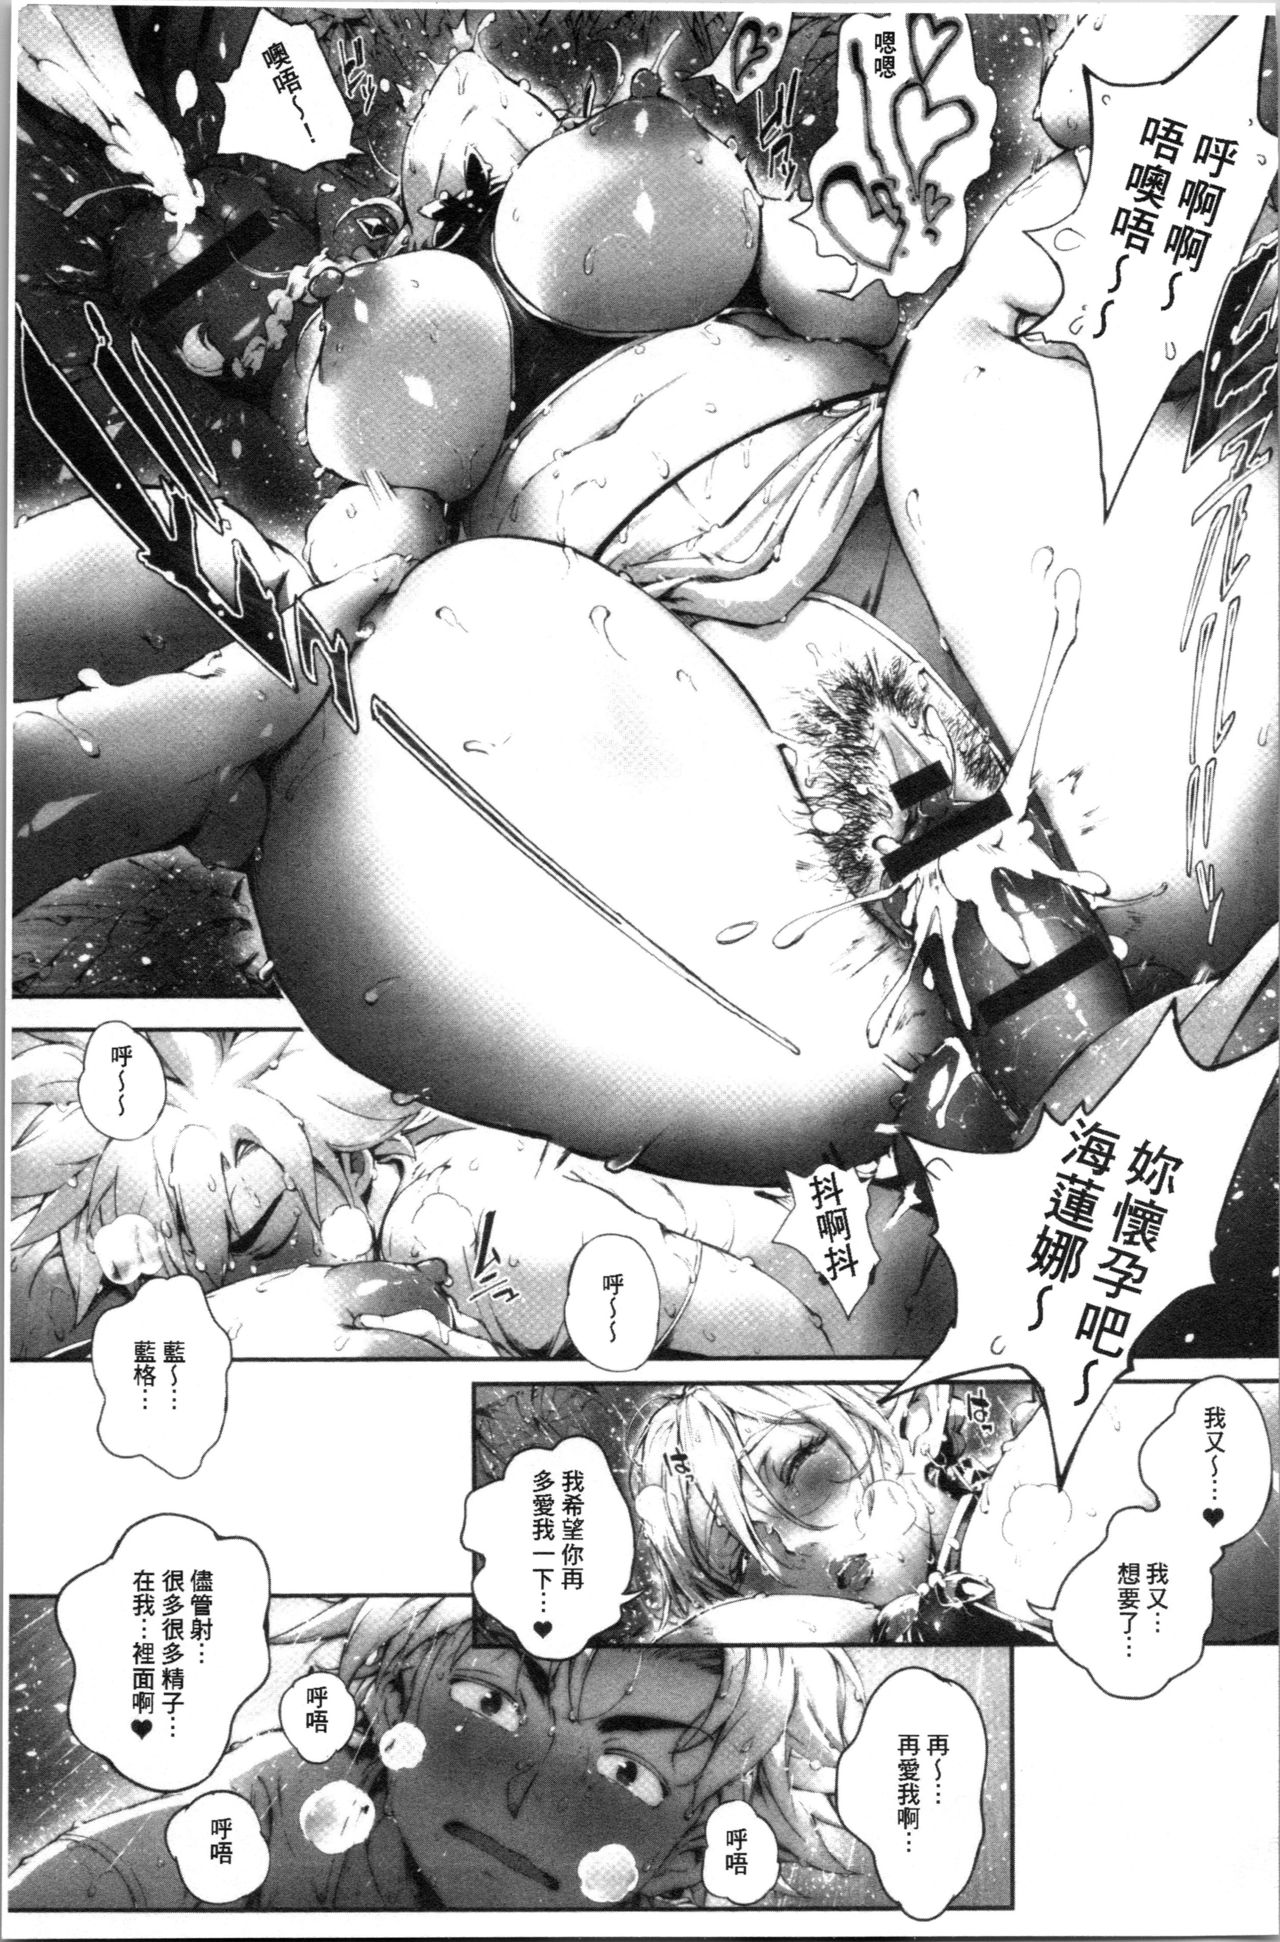 呼啊啊～
唔噢唔～～
嗯嗯
噢唔～！
妳懷孕吧～
海蓮娜～
抖啊抖
呼～～
呼～～
藍～…
藍格…
我又～…♥
我又…
想要了…
我希望你再
多愛我一下…♥
再～…
再愛我啊…
呼唔
呼唔
呼唔
儘管射…
很多很多精子…
在我…裡面啊♥